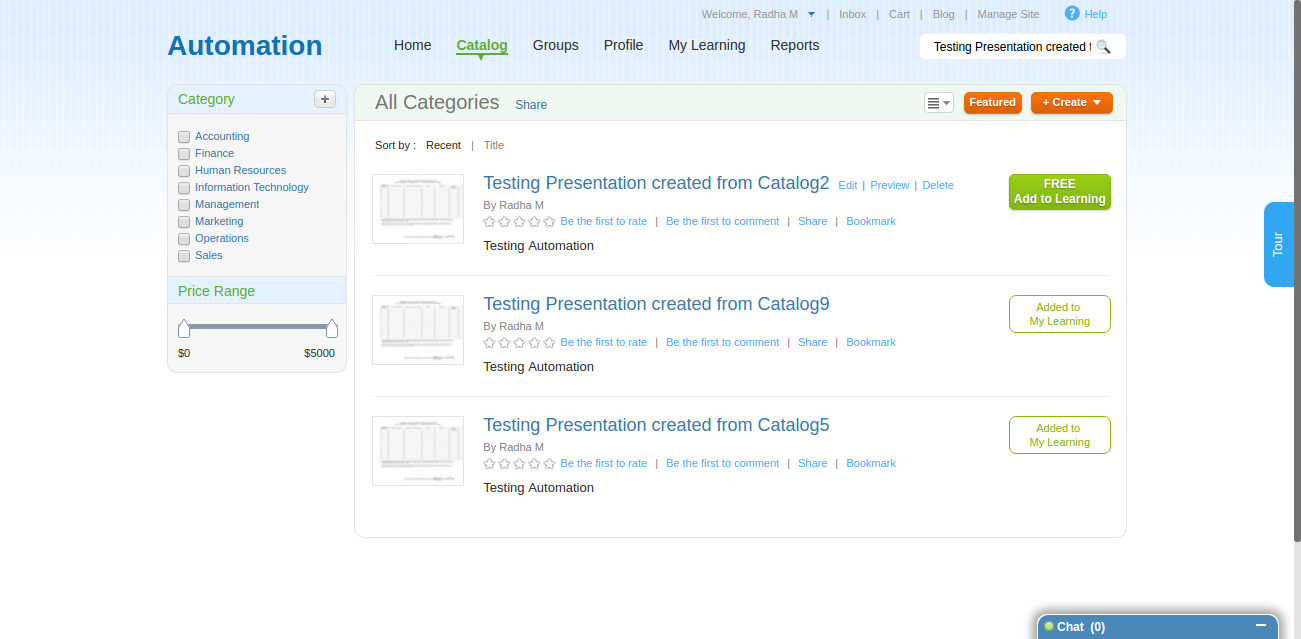 Welcome, Radha M | Inbox | Cart | Blog | Manage Site ? Help
Automation
Home Catalog Groups Profile My Learning Reports
Testing Presentation created f
Category +
Accounting
Finance
Human Resources
Information Technology
Management
Marketing
Operations
Sales
Price Range
$0 $5000
All Categories Share Featured + Create
Sort by : Recent | Title
Testing Presentation created from Catalog2 Edit | Preview | Delete
By Radha M
Be the first to rate | Be the first to comment | Share | Bookmark
Testing Automation
FREE
Add to Learning
Testing Presentation created from Catalog9
By Radha M
Be the first to rate | Be the first to comment | Share | Bookmark
Testing Automation
Added to
My Learning
Testing Presentation created from Catalog5
By Radha M
Be the first to rate | Be the first to comment | Share | Bookmark
Testing Automation
Added to
My Learning
Tour
Chat (0)